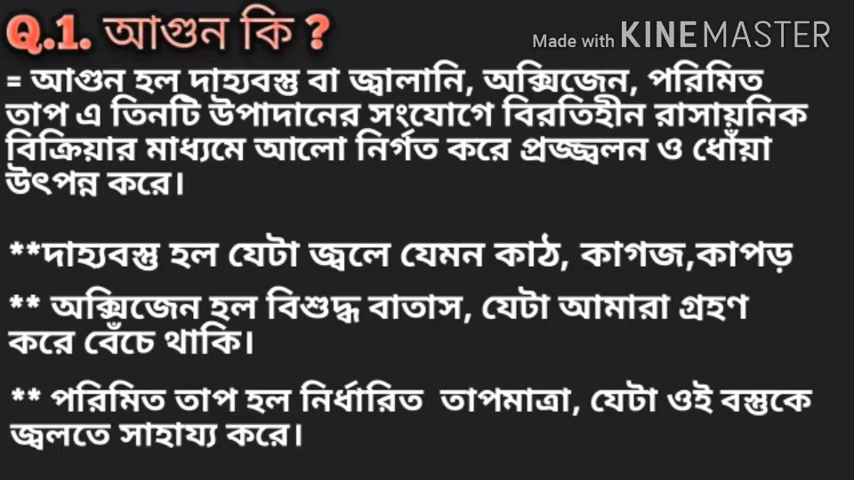 Q.1. আগুন কি ?
Made with KINEMASTER
= আগুন হল দাহ্যবস্তু বা জ্বালানি, অক্সিজেন, পরিমিত
তাপ এ তিনটি উপাদানের সংযোগে বিরতিহীন রাসায়নিক
বিক্রিয়ার মাধ্যমে আলো নির্গত করে প্রজ্জ্বলন ও ধোঁয়া
উৎপন্ন করে।
**দাহ্যবস্তু হল যেটা জ্বলে যেমন কাঠ, কাগজ,কাপড়
** অক্সিজেন হল বিশুদ্ধ বাতাস, যেটা আমারা গ্রহণ
করে বেঁচে থাকি।
** পরিমিত তাপ হল নির্ধারিত তাপমাত্রা, যেটা ওই বস্তুকে
জ্বলতে সাহায্য করে।